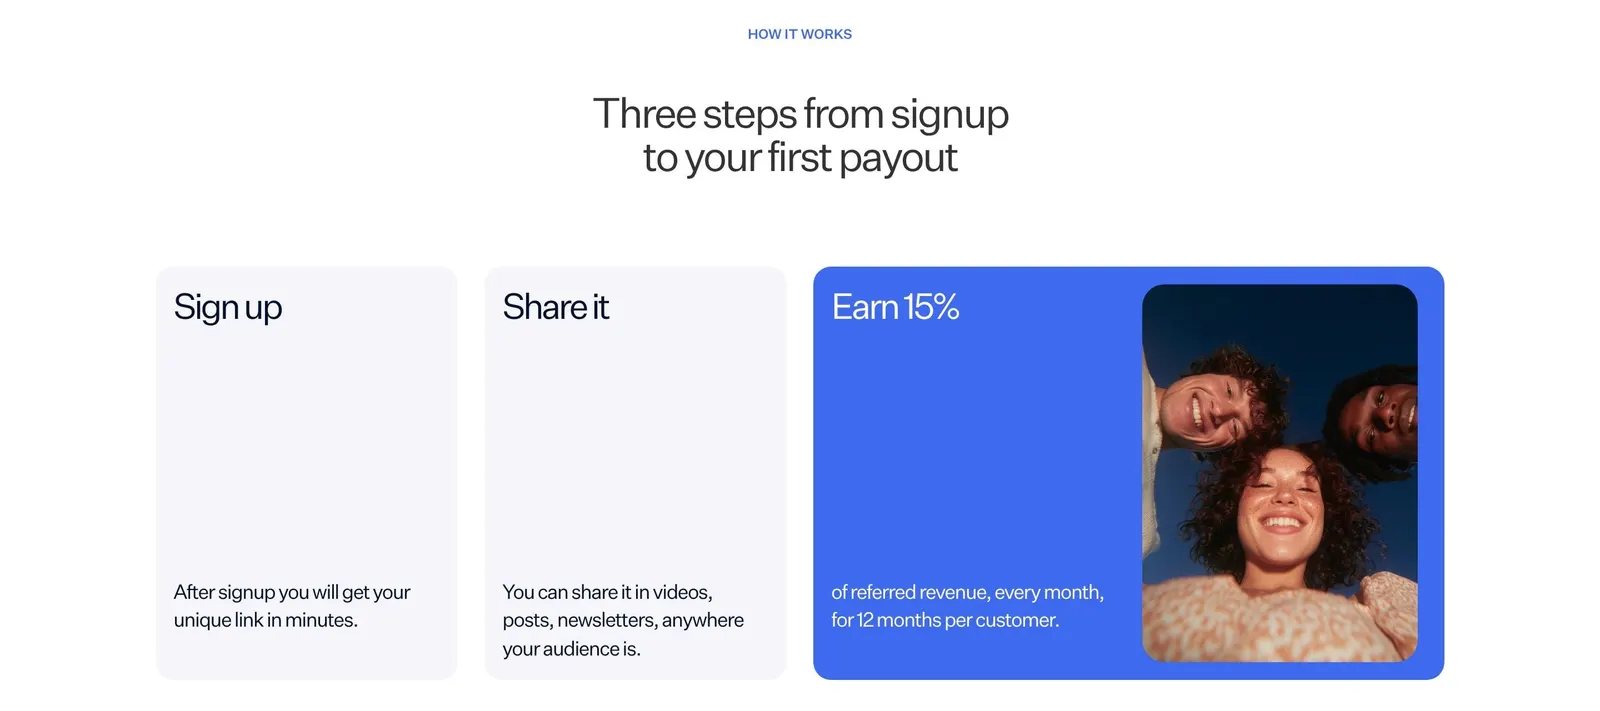 HOW IT WORKS
Three steps from signup
to your first payout
Sign up
After signup you will get your
unique link in minutes.
Share it
You can share it in videos,
posts, newsletters, anywhere
your audience is.
Earn 15%
of referred revenue, every month,
for 12 months per customer.